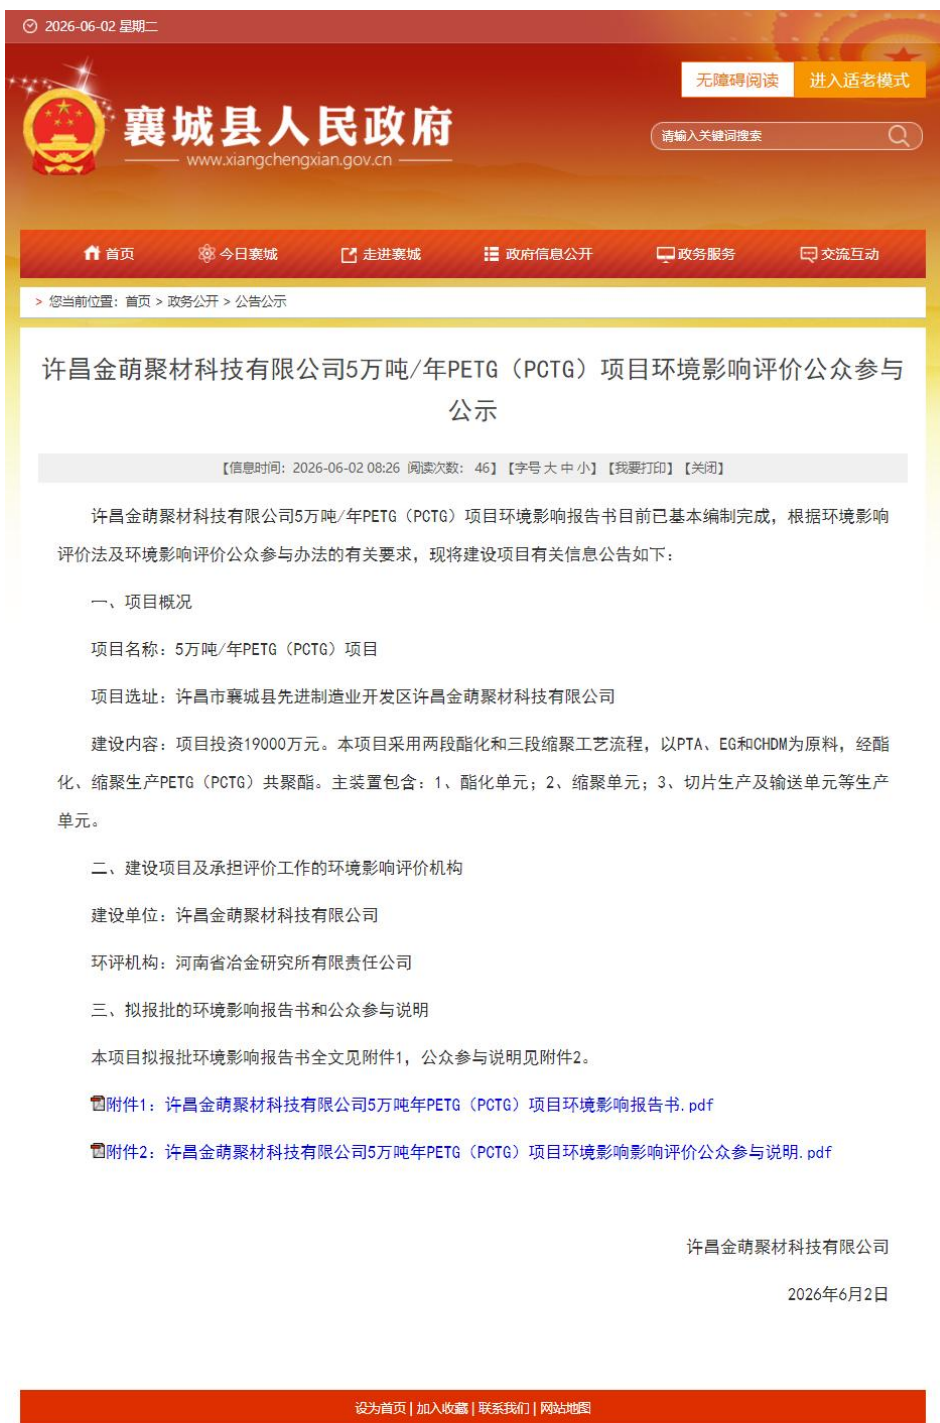 2026-06-02 星期二
无障碍阅读 进入适老模式
襄城县人民政府
www.xiangchengxian.gov.cn
请输入关键词搜索
首页 今日襄城 走进襄城 政府信息公开 政务服务 交流互动
> 您当前位置：首页 > 政务公开 > 公告公示
许昌金萌聚材科技有限公司5万吨/年PETG（PCTG）项目环境影响评价公众参与
公示
【信息时间：2026-06-02 08:26 阅读次数： 46】【字号 大 中 小】【我要打印】【关闭】
许昌金萌聚材科技有限公司5万吨/年PETG（PCTG）项目环境影响报告书目前已基本编制完成，根据环境影响
评价法及环境影响评价公众参与办法的有关要求，现将建设项目有关信息公告如下：
一、项目概况
项目名称：5万吨/年PETG（PCTG）项目
项目选址：许昌市襄城县先进制造业开发区许昌金萌聚材科技有限公司
建设内容：项目投资19000万元。本项目采用两段酯化和三段缩聚工艺流程，以PTA、EG和CHDM为原料，经酯
化、缩聚生产PETG（PCTG）共聚酯。主装置包含：1、酯化单元；2、缩聚单元；3、切片生产及输送单元等生产
单元。
二、建设项目及承担评价工作的环境影响评价机构
建设单位：许昌金萌聚材科技有限公司
环评机构：河南省冶金研究所有限责任公司
三、拟报批的环境影响报告书和公众参与说明
本项目拟报批环境影响报告书全文见附件1，公众参与说明见附件2。
附件1：许昌金萌聚材科技有限公司5万吨年PETG（PCTG）项目环境影响报告书.pdf
附件2：许昌金萌聚材科技有限公司5万吨年PETG（PCTG）项目环境影响影响评价公众参与说明.pdf
许昌金萌聚材科技有限公司
2026年6月2日
设为首页 | 加入收藏 | 联系我们 | 网站地图